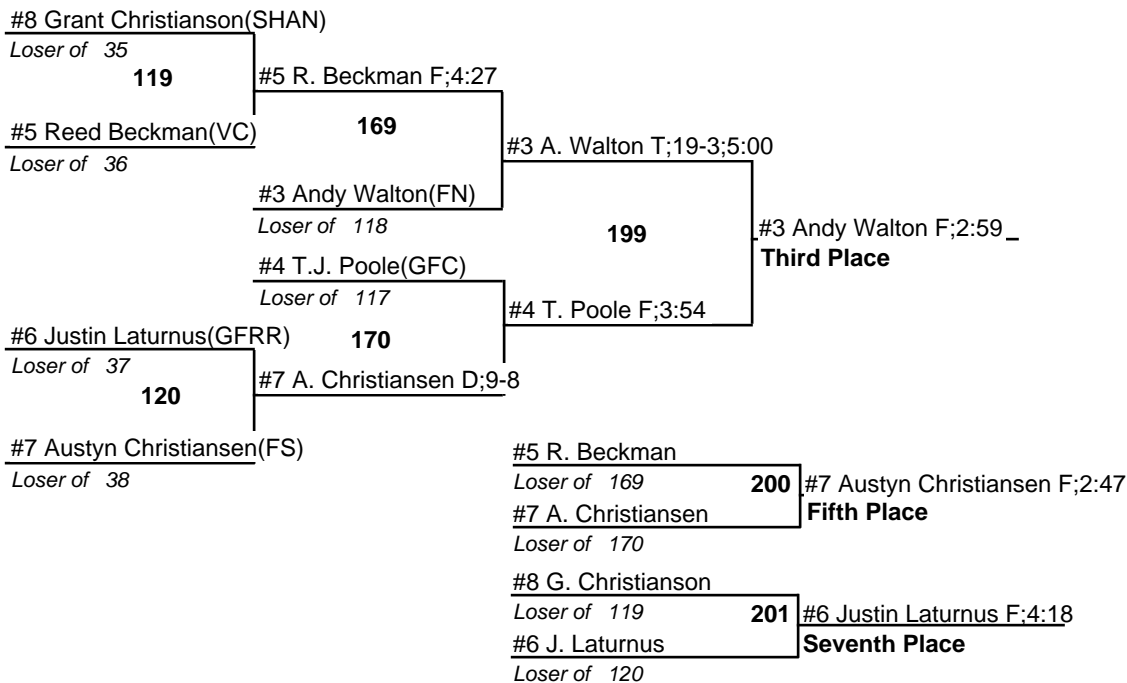 #8 Grant Christianson(SHAN)
Loser of 35
119
#5 R. Beckman F;4:27
#5 Reed Beckman(VC)
Loser of 36
169
#3 A. Walton T;19-3;5:00
#3 Andy Walton(FN)
Loser of 118
199
#3 Andy Walton F;2:59
Third Place
#4 T.J. Poole(GFC)
Loser of 117
#4 T. Poole F;3:54
#6 Justin Laturnus(GFRR)
Loser of 37
170
120
#7 A. Christiansen D;9-8
#7 Austyn Christiansen(FS)
Loser of 38
#5 R. Beckman
Loser of 169
200
#7 Austyn Christiansen F;2:47
#7 A. Christiansen
Fifth Place
Loser of 170
#8 G. Christianson
Loser of 119
201
#6 Justin Laturnus F;4:18
#6 J. Laturnus
Seventh Place
Loser of 120